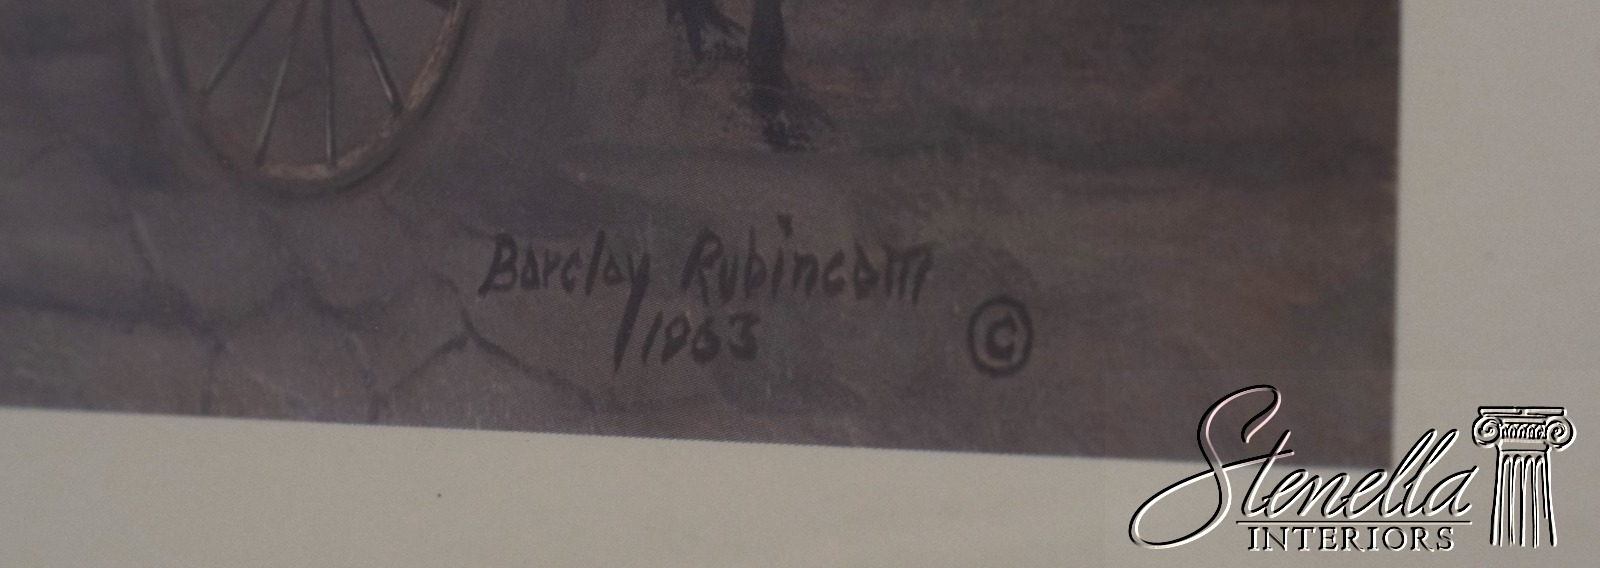 Barclay Rubincam
1963
©
Stenella
INTERIORS